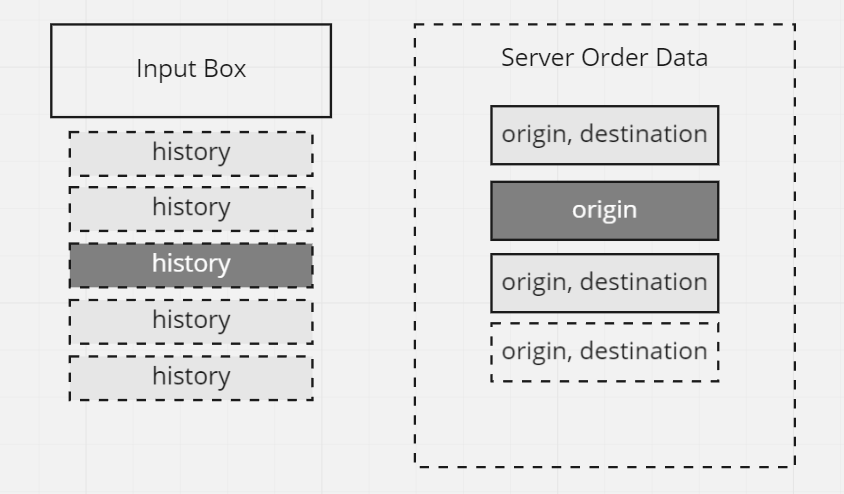 Input Box
history
history
history
history
history
Server Order Data
origin, destination
origin
origin, destination
origin, destination